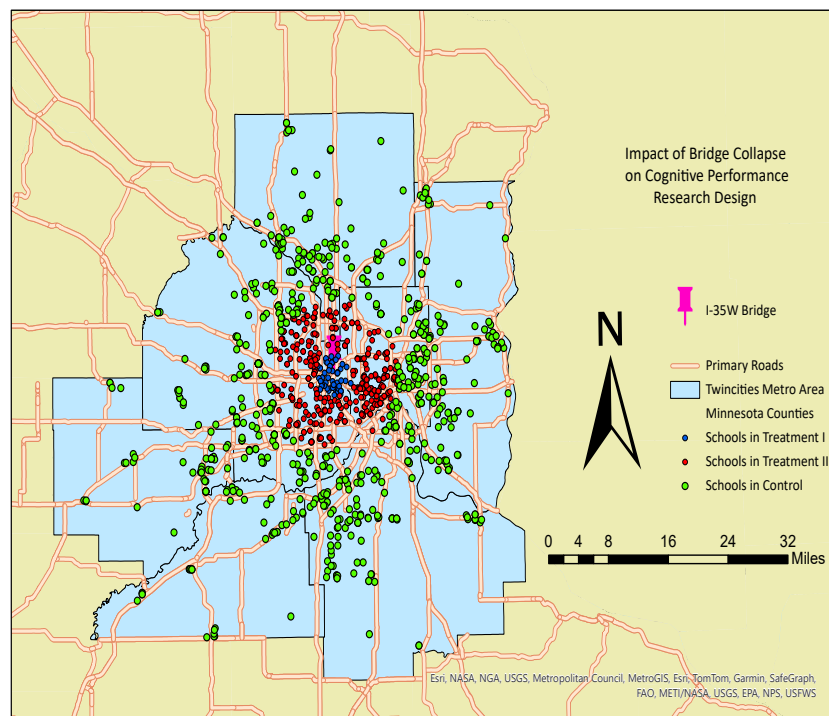 Impact of Bridge Collapse
on Cognitive Performance
Research Design
I-35W Bridge
N
Primary Roads
Twincities Metro Area
Minnesota Counties
Schools in Treatment I
Schools in Treatment II
Schools in Control
0 4 8 16 24 32
Miles
Esri, NASA, NGA, USGS, Metropolitan Council, MetroGIS, Esri, TomTom, Garmin, SafeGraph,
FAO, METI/NASA, USGS, EPA, NPS, USFWS